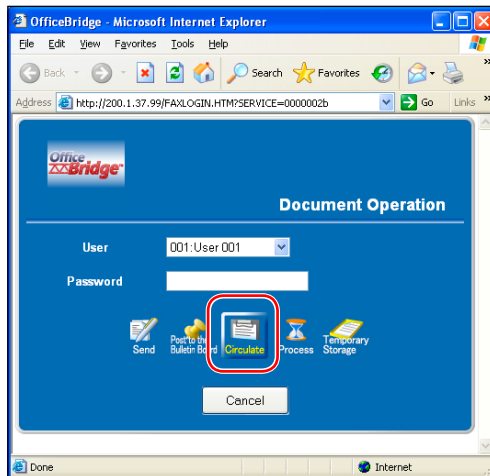 OfficeBridge - Microsoft Internet Explorer
File Edit View Favorites Tools Help
Back Search Favorites
Address http://200.1.37.99/FAXLOGIN.HTM?SERVICE=0000002b Go Links
Office
Bridge
Document Operation
User 001:User 001
Password
Send Post to the Bulletin Board Circulate Process Temporary Storage
Cancel
Done Internet